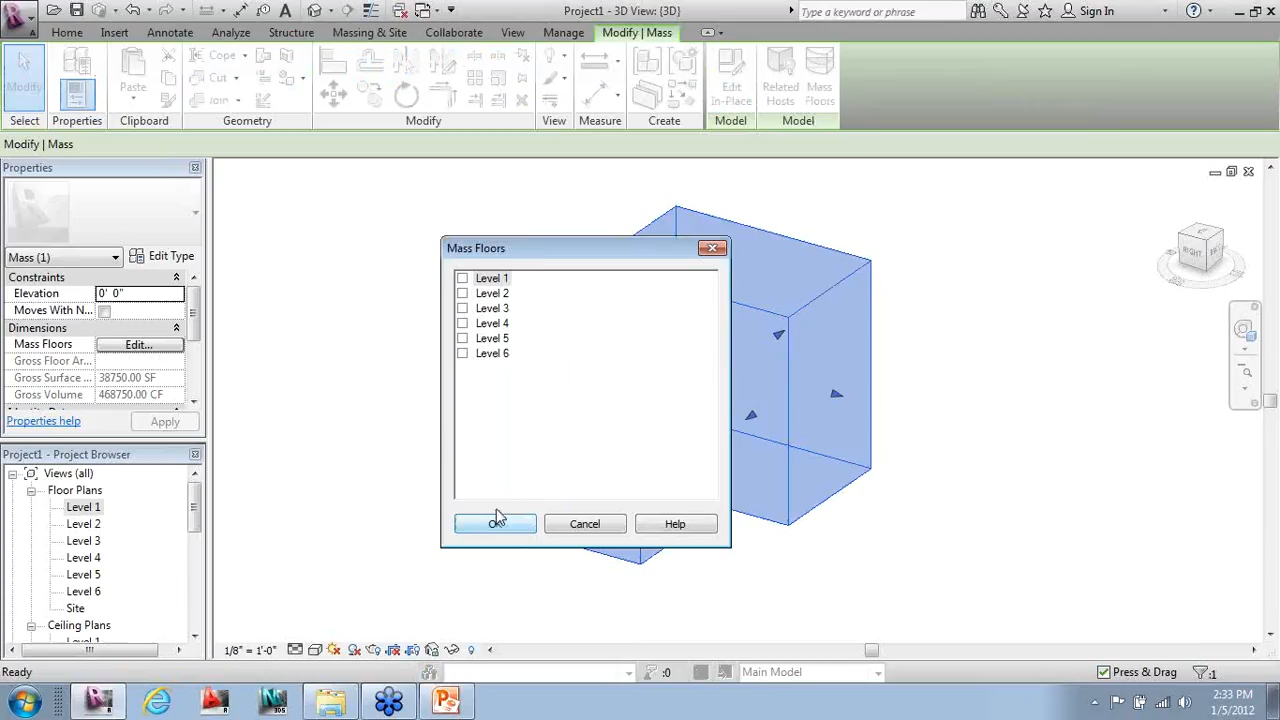 Project1 - 3D View: {3D}
Type a keyword or phrase
Sign In
Home Insert Annotate Analyze Structure Massing & Site Collaborate View Manage Modify | Mass
Modify
Paste
Cope
Cut
Join
Edit In-Place
Related Hosts
Mass Floors
Select Properties Clipboard Geometry Modify View Measure Create Model Model
Modify | Mass
Properties
Mass (1)
Edit Type
Constraints
Elevation 0' 0"
Moves With N...
Dimensions
Mass Floors Edit...
Gross Floor Ar...
Gross Surface ... 38750.00 SF
Gross Volume 468750.00 CF
Properties help
Apply
Project1 - Project Browser
Views (all)
Floor Plans
Level 1
Level 2
Level 3
Level 4
Level 5
Level 6
Site
Ceiling Plans
Level 1
Mass Floors
Level 1
Level 2
Level 3
Level 4
Level 5
Level 6
OK Cancel Help
RIGHT
1/8" = 1'-0"
Ready
:0
Main Model
Press & Drag
:1
2:33 PM
1/5/2012